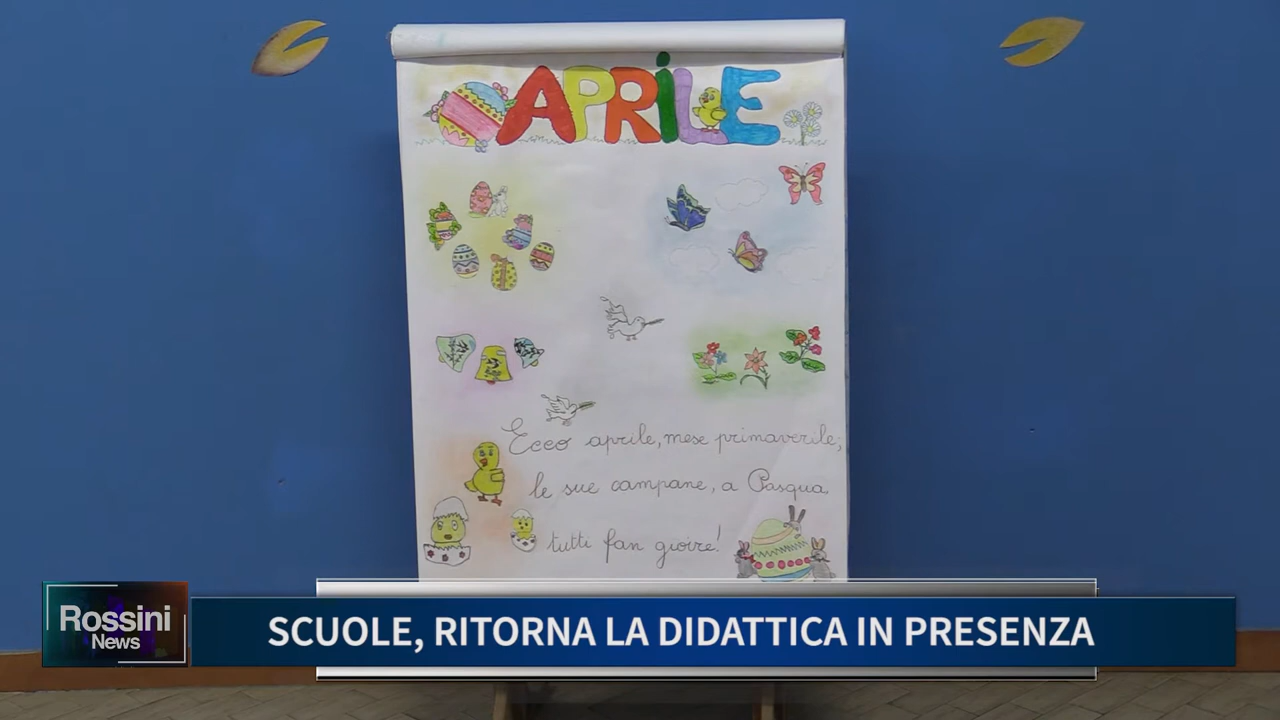 APRILE
Ecco aprile, mese primaverile;
le sue campane, a Pasqua,
tutti fan gioire!
Rossini
News
SCUOLE, RITORNA LA DIDATTICA IN PRESENZA